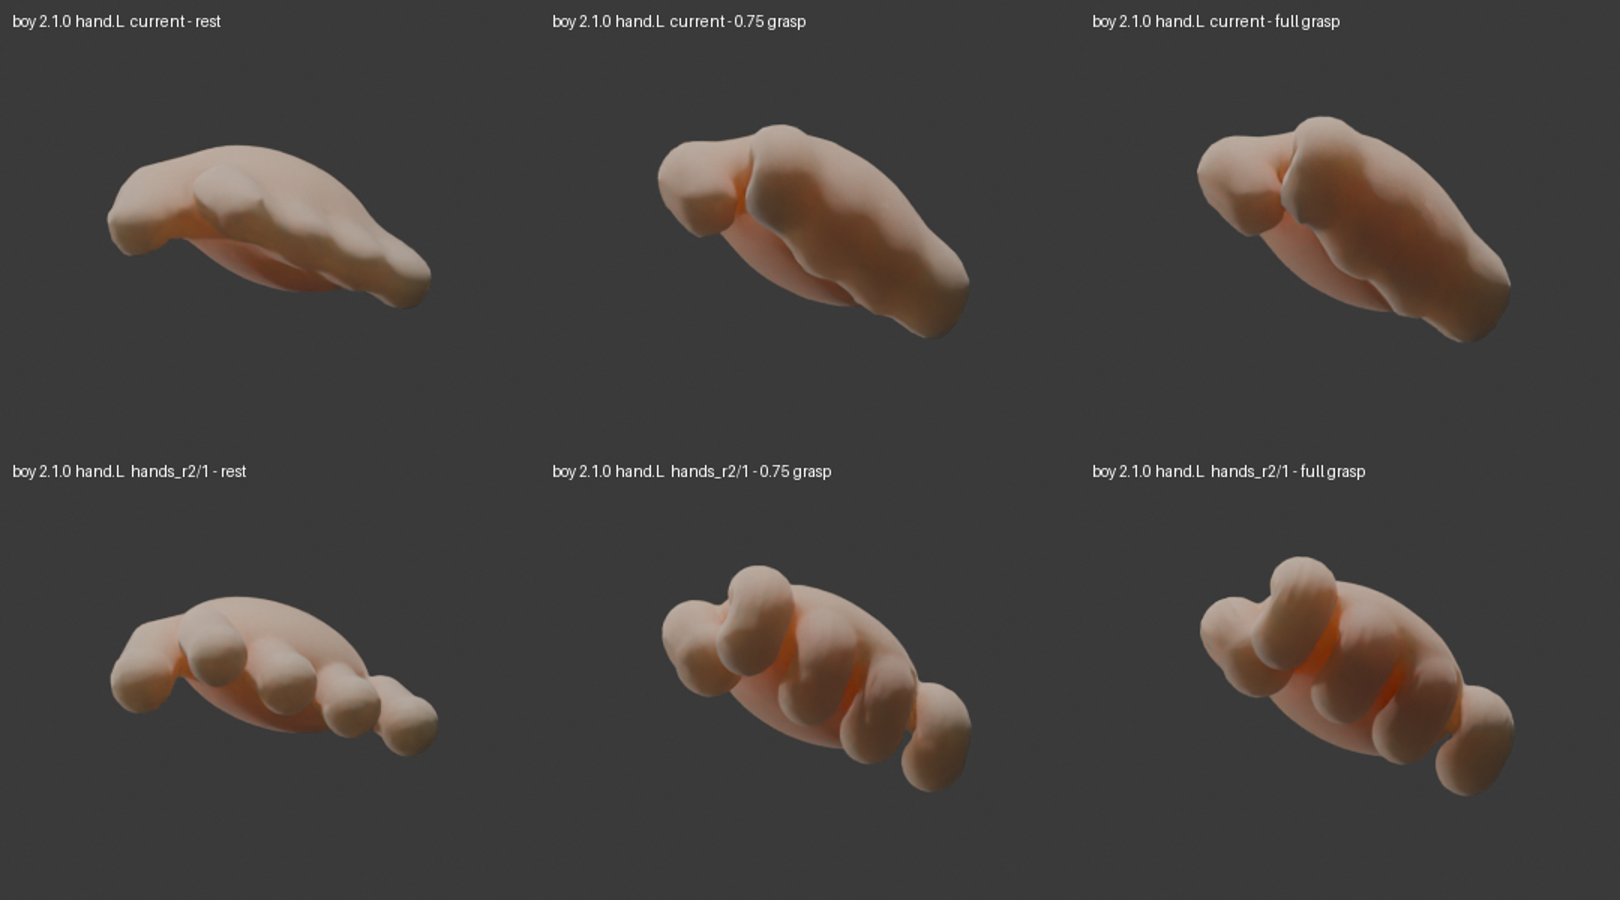 boy 2.1.0 hand.L current - rest
boy 2.1.0 hand.L current - 0.75 grasp
boy 2.1.0 hand.L current - full grasp
boy 2.1.0 hand.L hands_r2/1 - rest
boy 2.1.0 hand.L hands_r2/1 - 0.75 grasp
boy 2.1.0 hand.L hands_r2/1 - full grasp